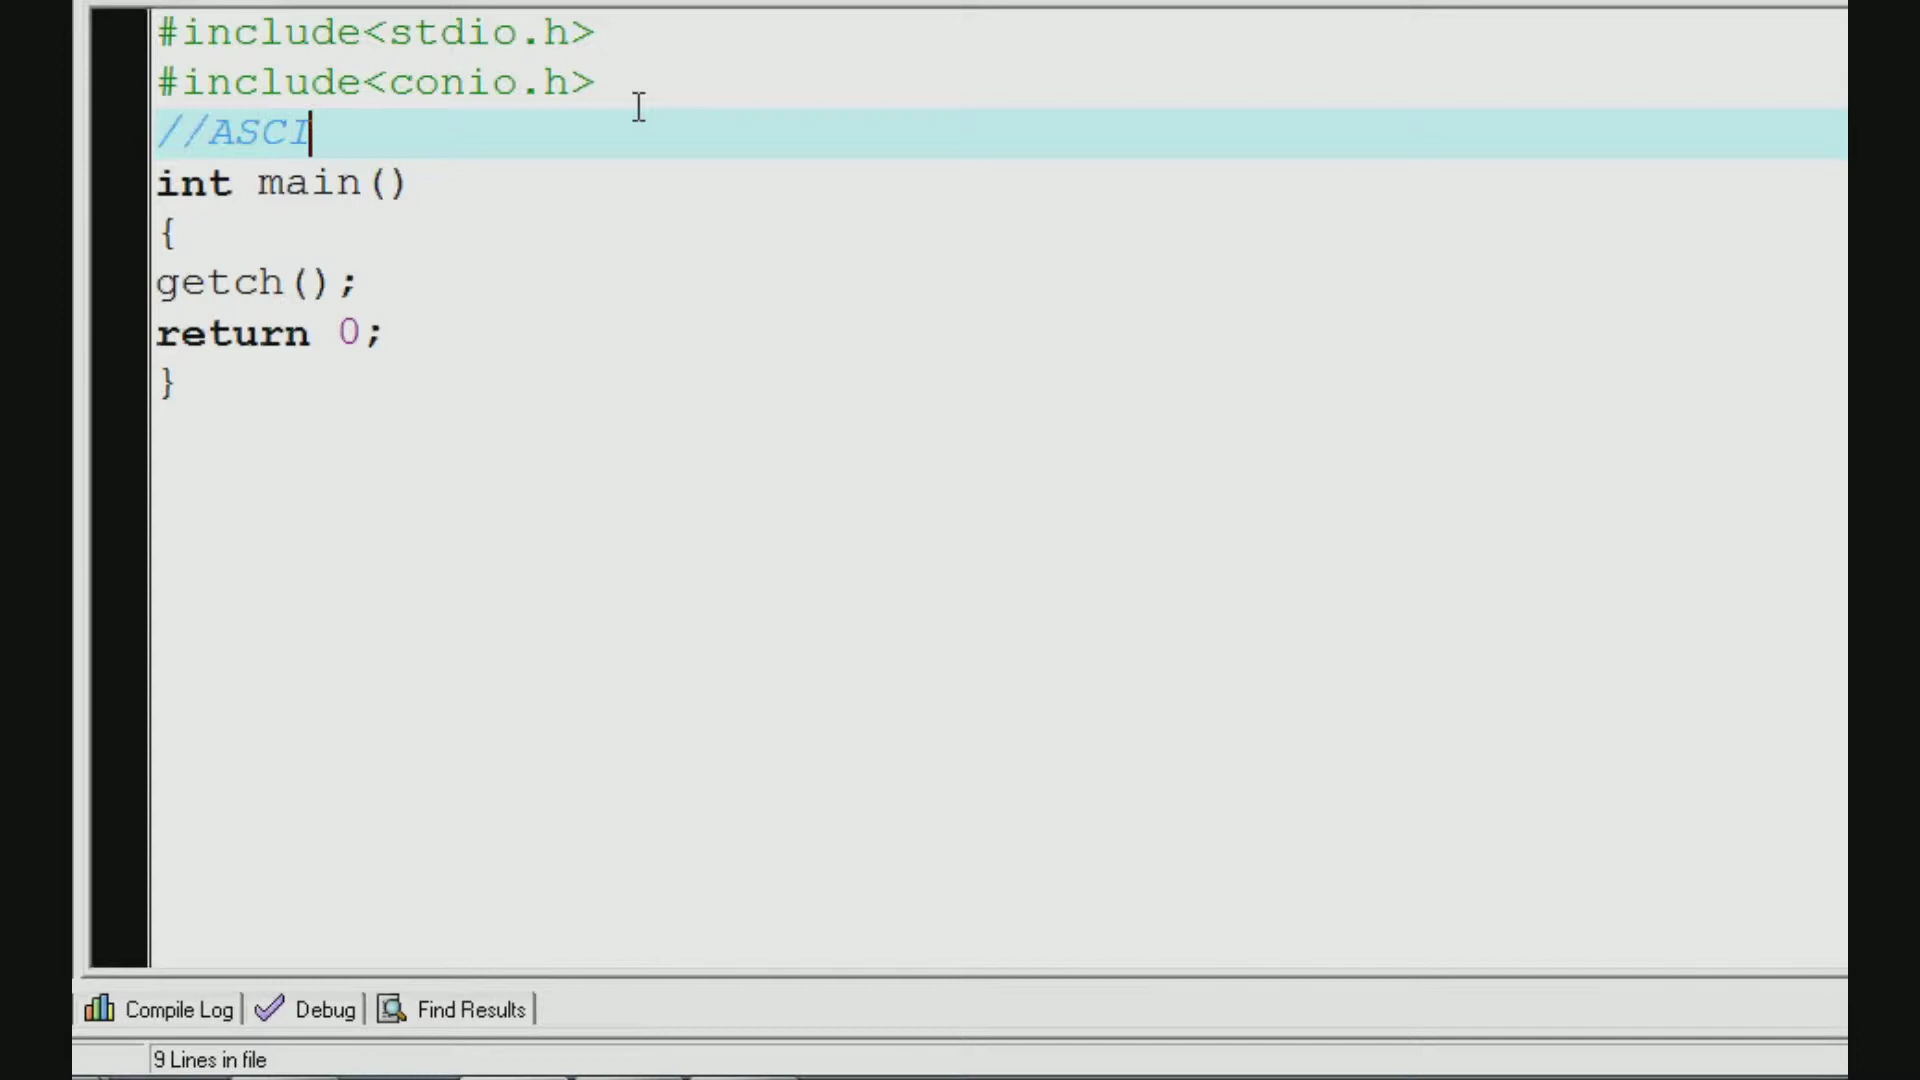 #include<stdio.h>
#include<conio.h>
//ASCI
int main()
{
getch();
return 0;
}
Compile Log Debug Find Results
9 Lines in file